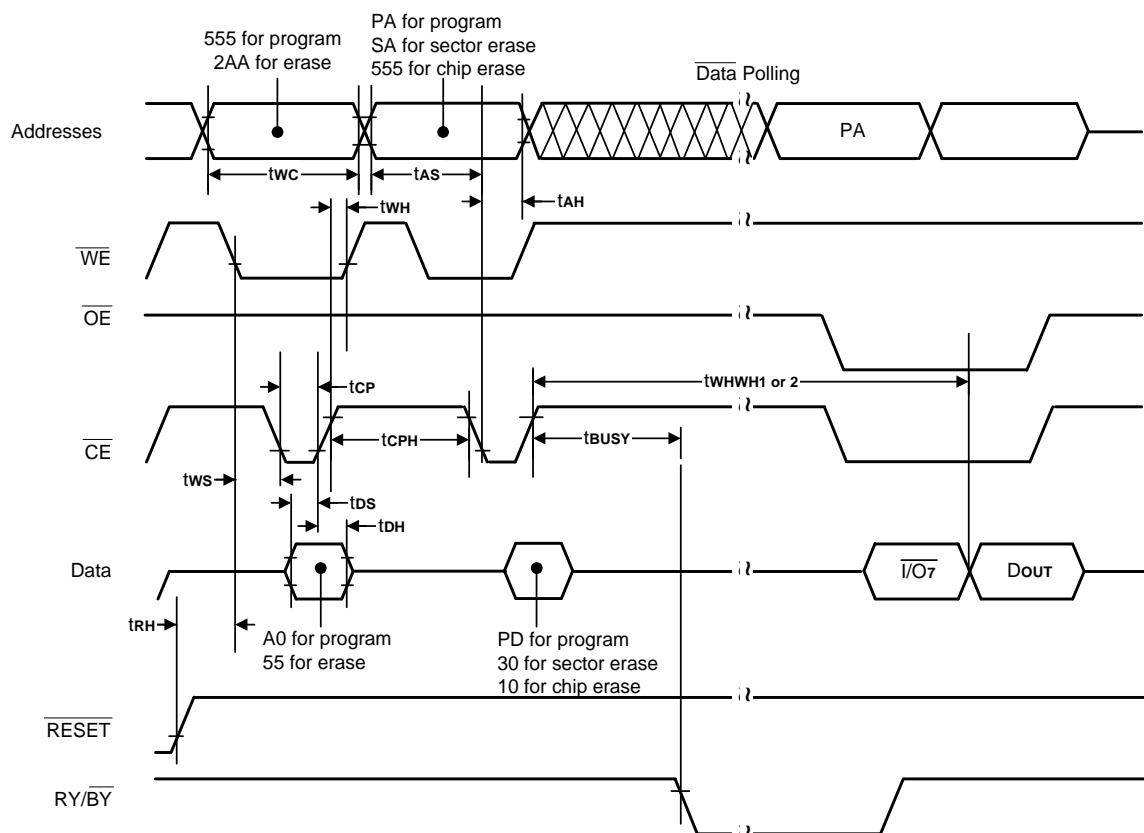 555 for program
2AA for erase
PA for program
SA for sector erase
555 for chip erase
Data Polling
Addresses
PA
tWC
tAS
tAH
tWH
WE
OE
tWHWH1 or 2
tCP
tCPH
tBUSY
CE
tWS
tDS
tDH
Data
I/O7
DOUT
tRH
A0 for program
55 for erase
PD for program
30 for sector erase
10 for chip erase
RESET
RY/BY